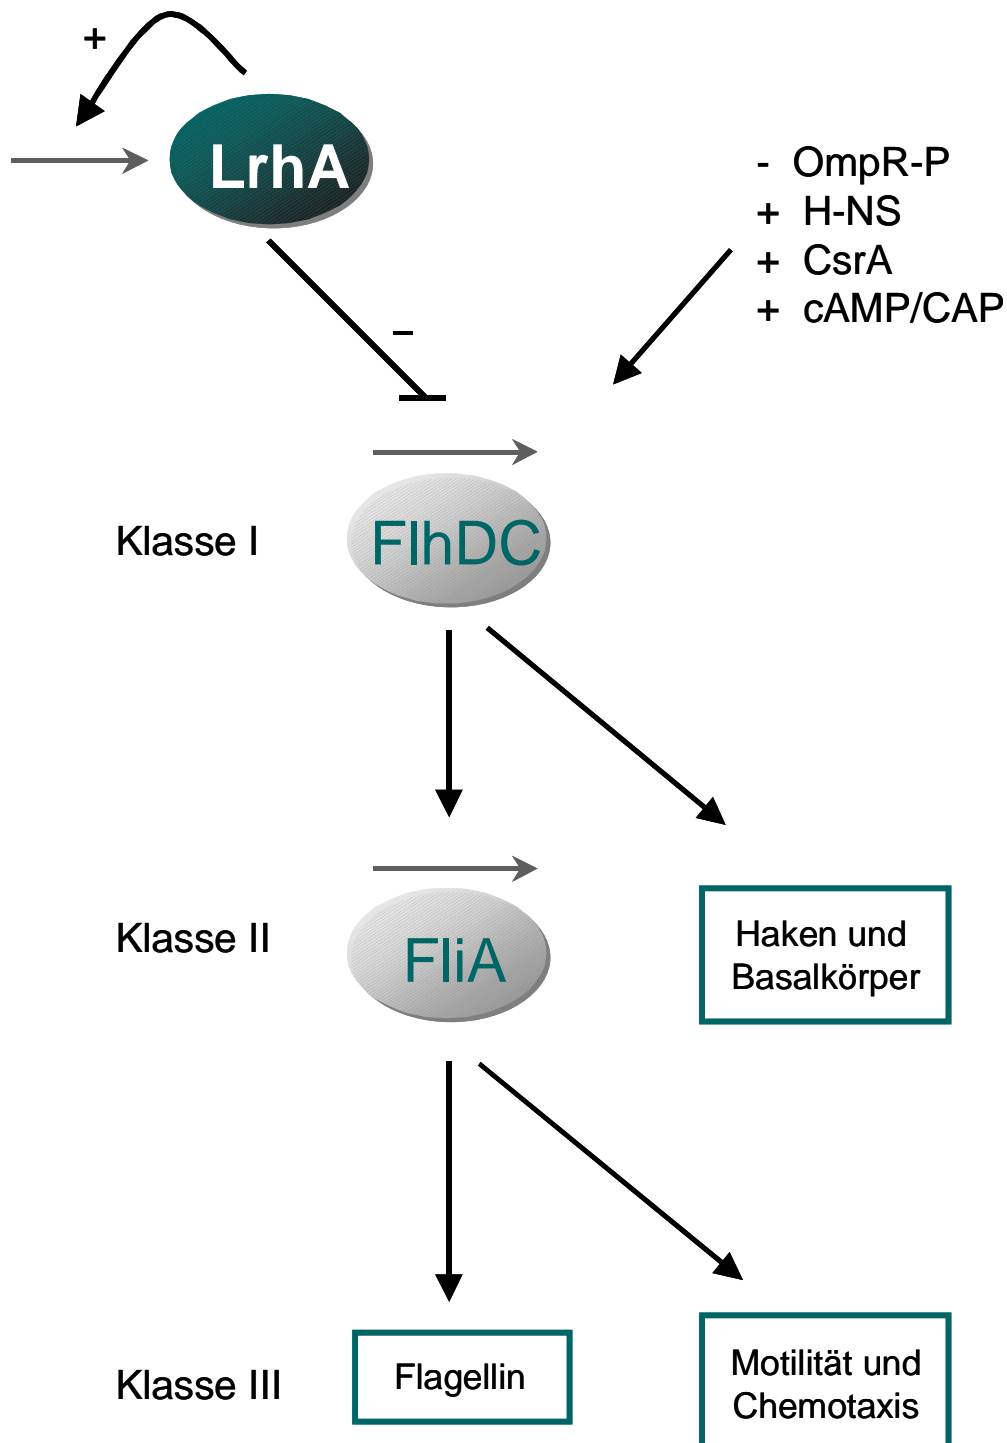 +
LrhA
- OmpR-P
+ H-NS
+ CsrA
+ cAMP/CAP
–
Klasse I
FlhDC
Klasse II
FliA
Haken und
Basalkörper
Klasse III
Flagellin
Motilität und
Chemotaxis